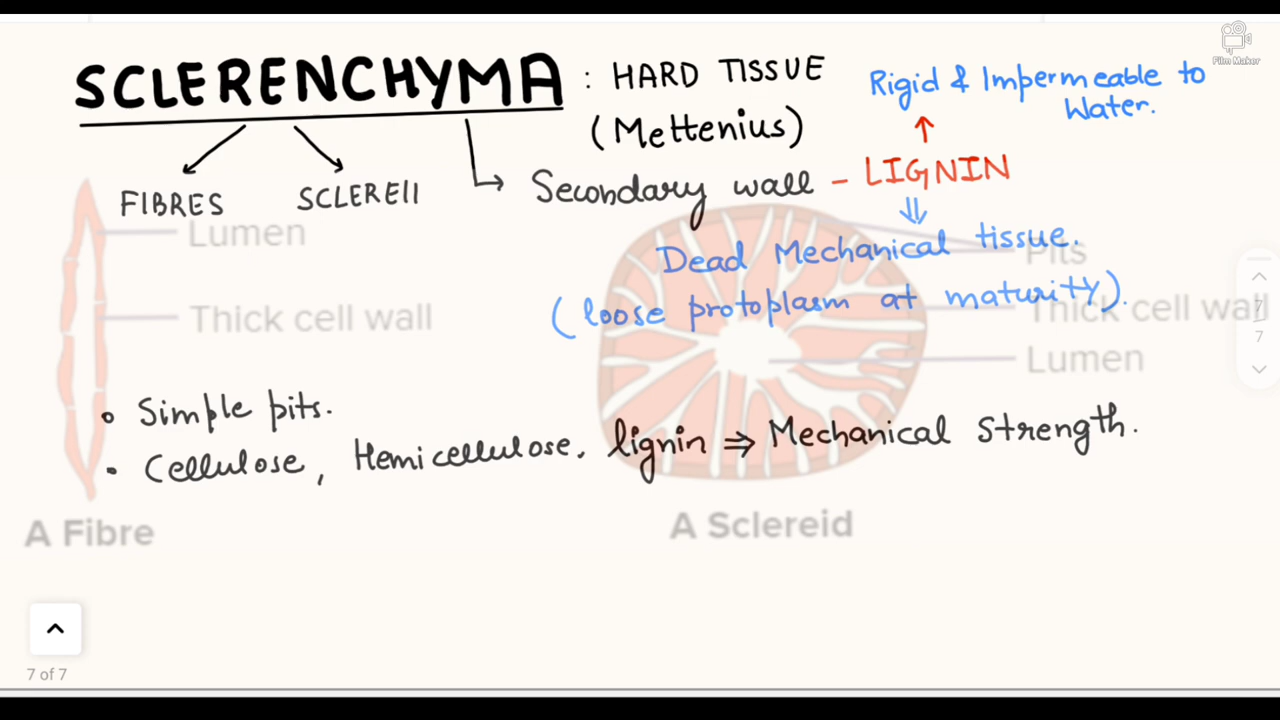 SCLERENCHYMA : HARD TISSUE
(Mettenius)
Rigid & Impermeable to
Water.
FIBRES
SCLEREII
Secondary wall - LIGNIN
Dead Mechanical tissue.
(loose protoplasm at maturity).
Lumen
Thick cell wall
Pits
Thick cell wall
Lumen
Simple pits.
Cellulose, Hemicellulose, lignin ⇒ Mechanical Strength.
A Fibre
A Sclereid
7 of 7
7
7
Film Maker